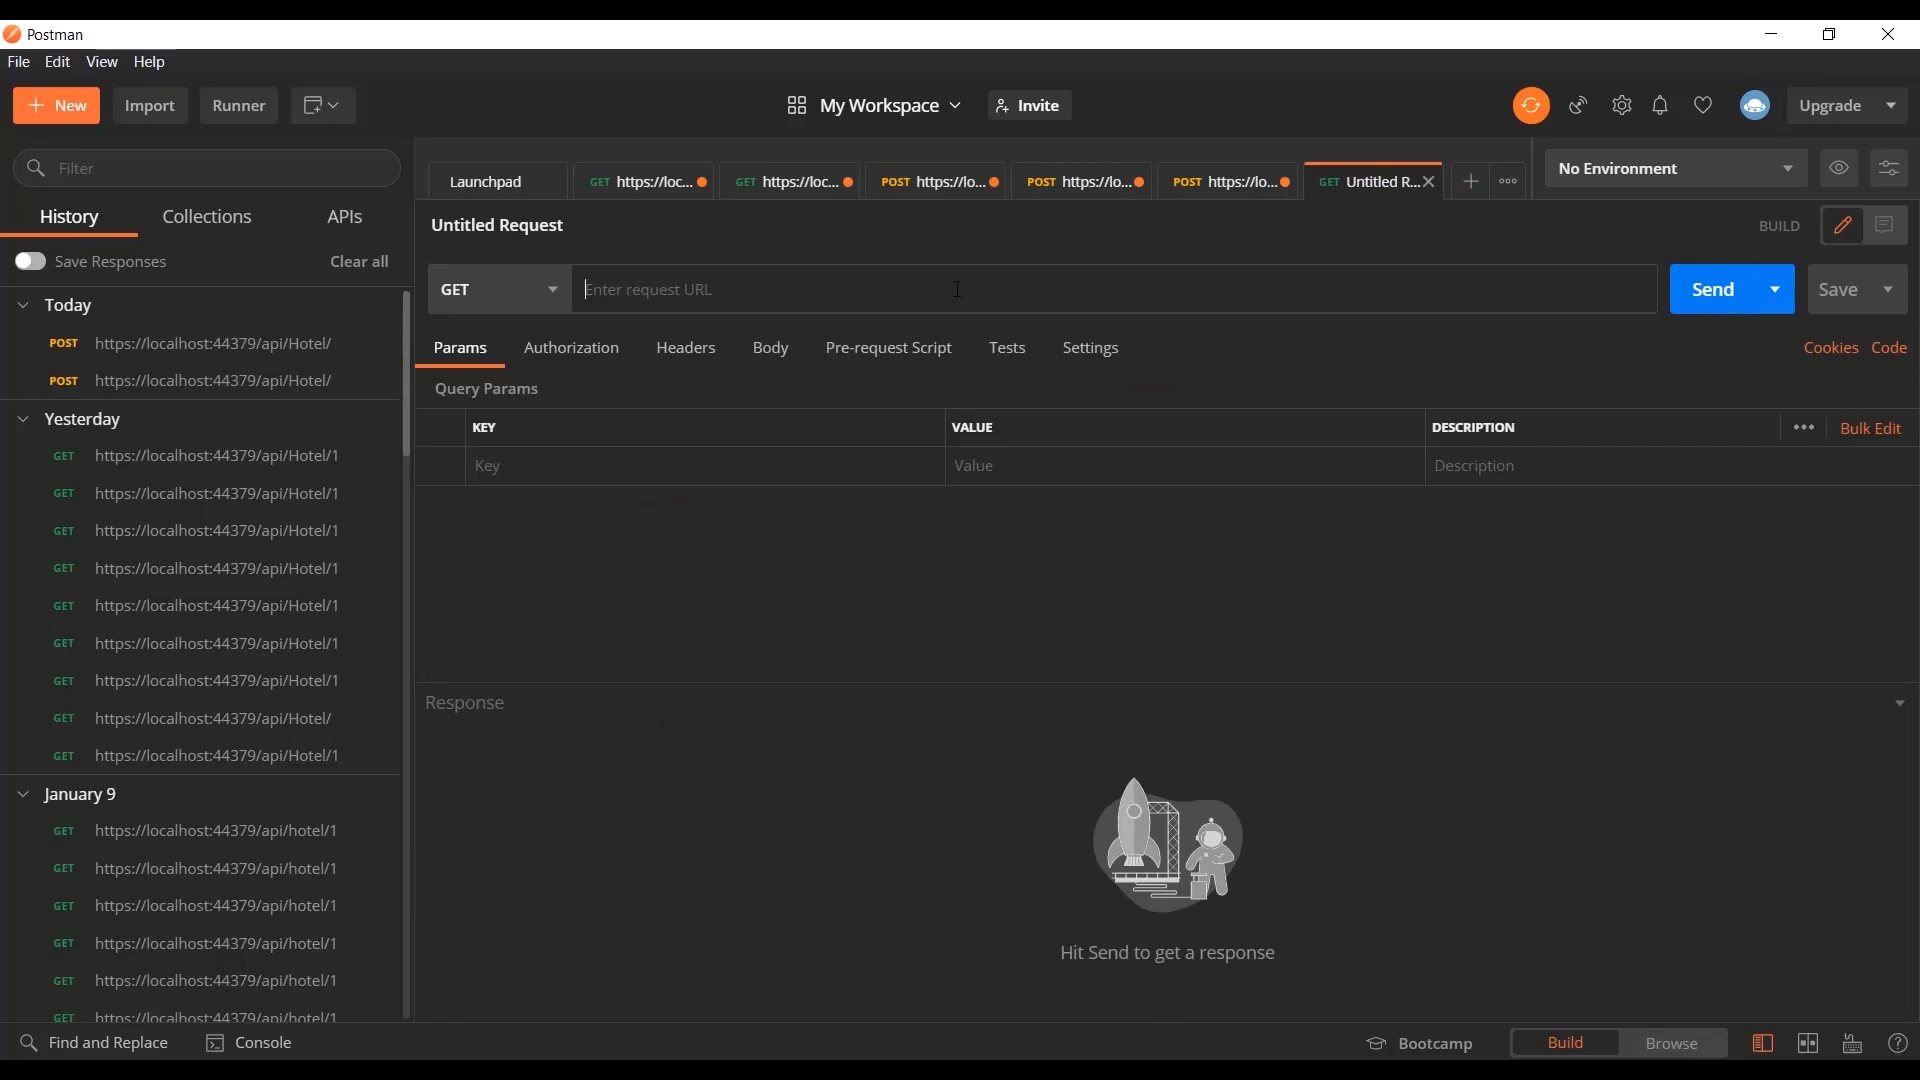 Postman
File Edit View Help
New Import Runner My Workspace Invite Upgrade
Filter
Launchpad GET https://loc... GET https://loc... POST https://lo... POST https://lo... POST https://lo... GET Untitled R... No Environment
History Collections APIs
Untitled Request BUILD
Save Responses Clear all
GET Enter request URL Send Save
Today
POST https://localhost:44379/api/Hotel/
POST https://localhost:44379/api/Hotel/
Yesterday
GET https://localhost:44379/api/Hotel/1
GET https://localhost:44379/api/Hotel/1
GET https://localhost:44379/api/Hotel/1
GET https://localhost:44379/api/Hotel/1
GET https://localhost:44379/api/Hotel/1
GET https://localhost:44379/api/Hotel/1
GET https://localhost:44379/api/Hotel/1
GET https://localhost:44379/api/Hotel/
GET https://localhost:44379/api/Hotel/1
January 9
GET https://localhost:44379/api/hotel/1
GET https://localhost:44379/api/hotel/1
GET https://localhost:44379/api/hotel/1
GET https://localhost:44379/api/hotel/1
GET https://localhost:44379/api/hotel/1
GET https://localhost:44379/api/hotel/1
Params Authorization Headers Body Pre-request Script Tests Settings Cookies Code
Query Params
KEY VALUE DESCRIPTION Bulk Edit
Key Value Description
Response
Hit Send to get a response
Find and Replace Console Bootcamp Build Browse